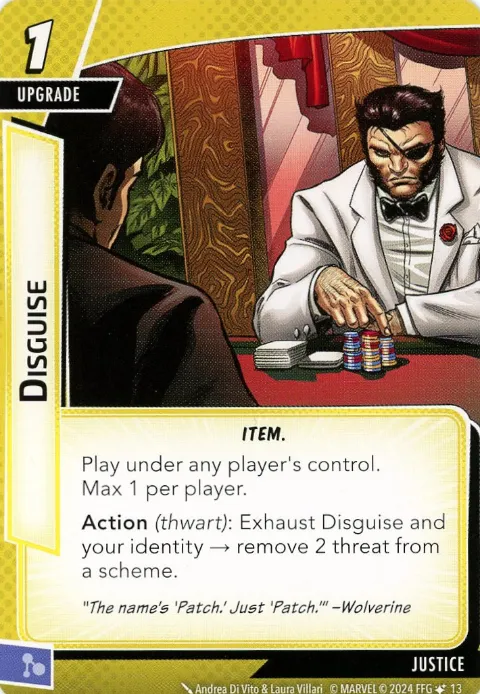 1
UPGRADE
DISGUISE
ITEM.
Play under any player's control.
Max 1 per player.
Action (thwart): Exhaust Disguise and
your identity → remove 2 threat from
a scheme.
"The name's 'Patch.' Just 'Patch.'" –Wolverine
JUSTICE
Andrea Di Vito & Laura Villari © MARVEL © 2024 FFG 13